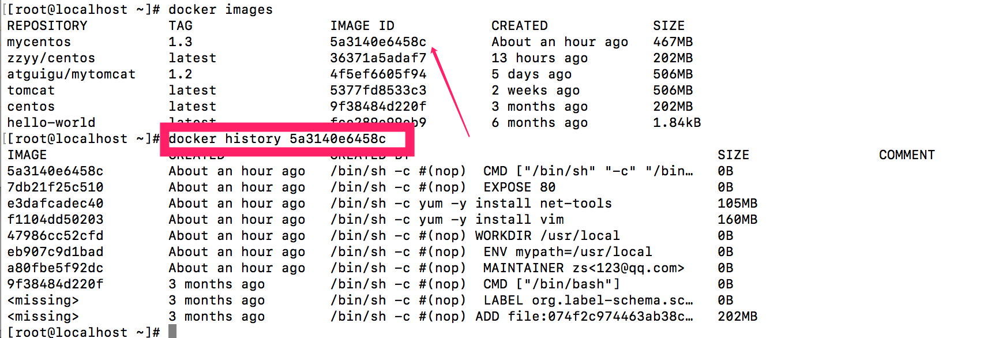 [root@localhost ~]# docker images
REPOSITORY TAG IMAGE ID CREATED SIZE
mycentos 1.3 5a3140e6458c About an hour ago 467MB
zzyy/centos latest 36371a5adaf7 13 hours ago 202MB
atguigu/mytomcat 1.2 4f5ef6605f94 5 days ago 506MB
tomcat latest 5377fd8533c3 2 weeks ago 506MB
centos latest 9f38484d220f 3 months ago 202MB
hello-world latest 6 months ago 1.84kB
[root@localhost ~]# docker history 5a3140e6458c
IMAGE CREATED CREATED BY SIZE COMMENT
5a3140e6458c About an hour ago /bin/sh -c #(nop) CMD ["/bin/sh" "-c" "/bin… 0B
7db21f25c510 About an hour ago /bin/sh -c #(nop) EXPOSE 80 0B
e3dafcadec40 About an hour ago /bin/sh -c yum -y install net-tools 105MB
f1104dd50203 About an hour ago /bin/sh -c yum -y install vim 160MB
47986cc52cfd About an hour ago /bin/sh -c #(nop) WORKDIR /usr/local 0B
eb907c9d1bad About an hour ago /bin/sh -c #(nop) ENV mypath=/usr/local 0B
a80fbe5f92dc About an hour ago /bin/sh -c #(nop) MAINTAINER zs<123@qq.com> 0B
9f38484d220f 3 months ago /bin/sh -c #(nop) CMD ["/bin/bash"] 0B
<missing> 3 months ago /bin/sh -c #(nop) LABEL org.label-schema.sc… 0B
<missing> 3 months ago /bin/sh -c #(nop) ADD file:074f2c974463ab38c… 202MB
[root@localhost ~]#